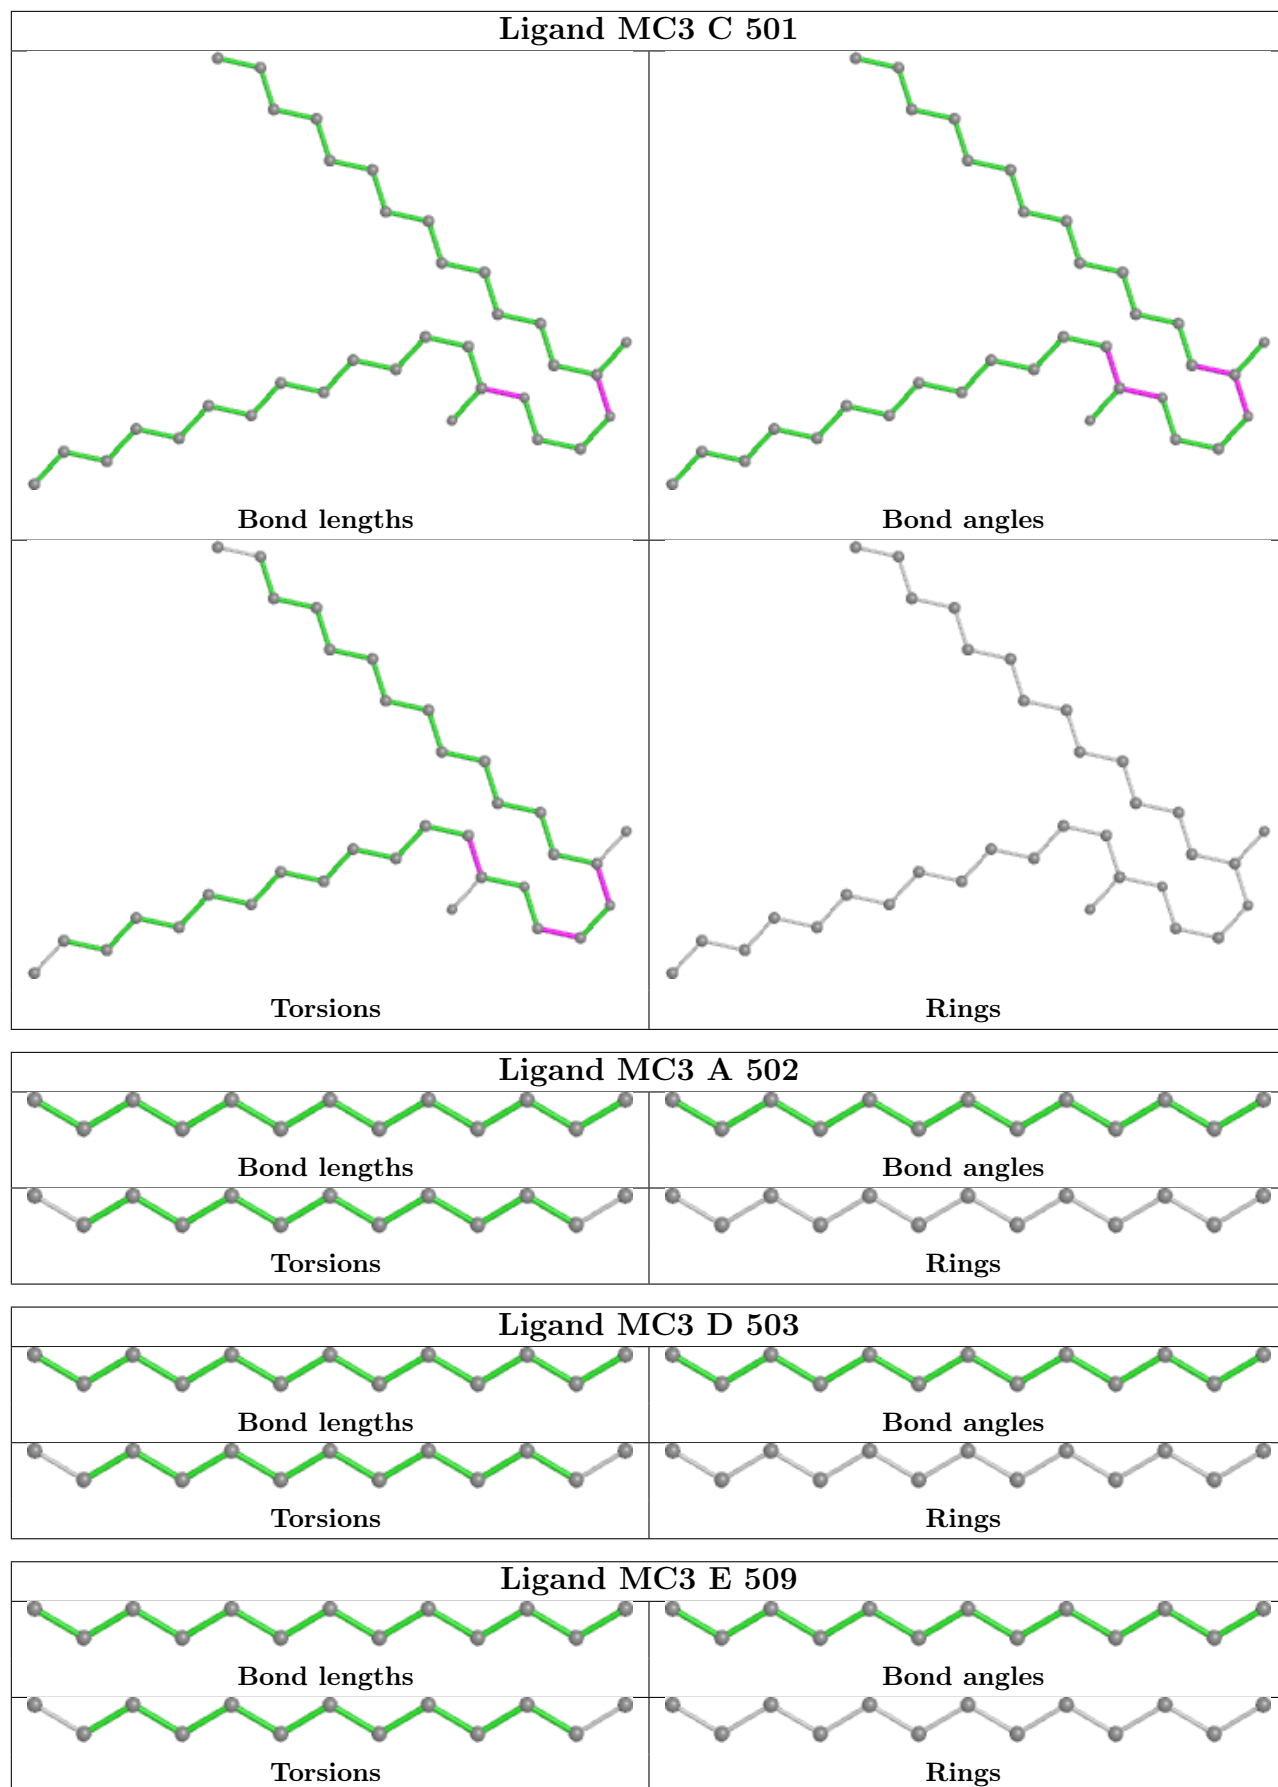 Ligand MC3 C 501
Bond lengths Bond angles
Torsions Rings
Ligand MC3 A 502
Bond lengths Bond angles
Torsions Rings
Ligand MC3 D 503
Bond lengths Bond angles
Torsions Rings
Ligand MC3 E 509
Bond lengths Bond angles
Torsions Rings